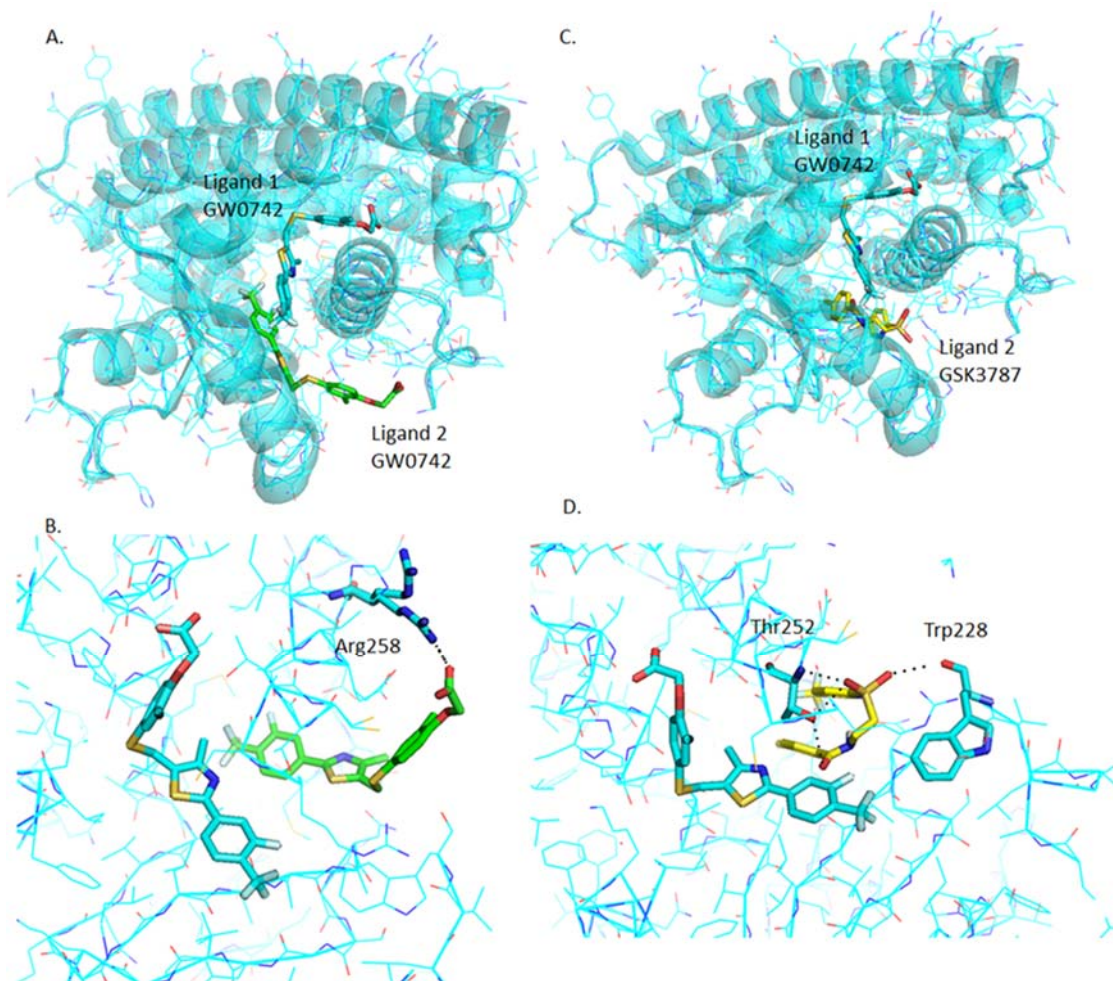 A.
Ligand 1
GW0742
Ligand 2
GW0742
C.
Ligand 1
GW0742
Ligand 2
GSK3787
B.
Arg258
D.
Thr252
Trp228